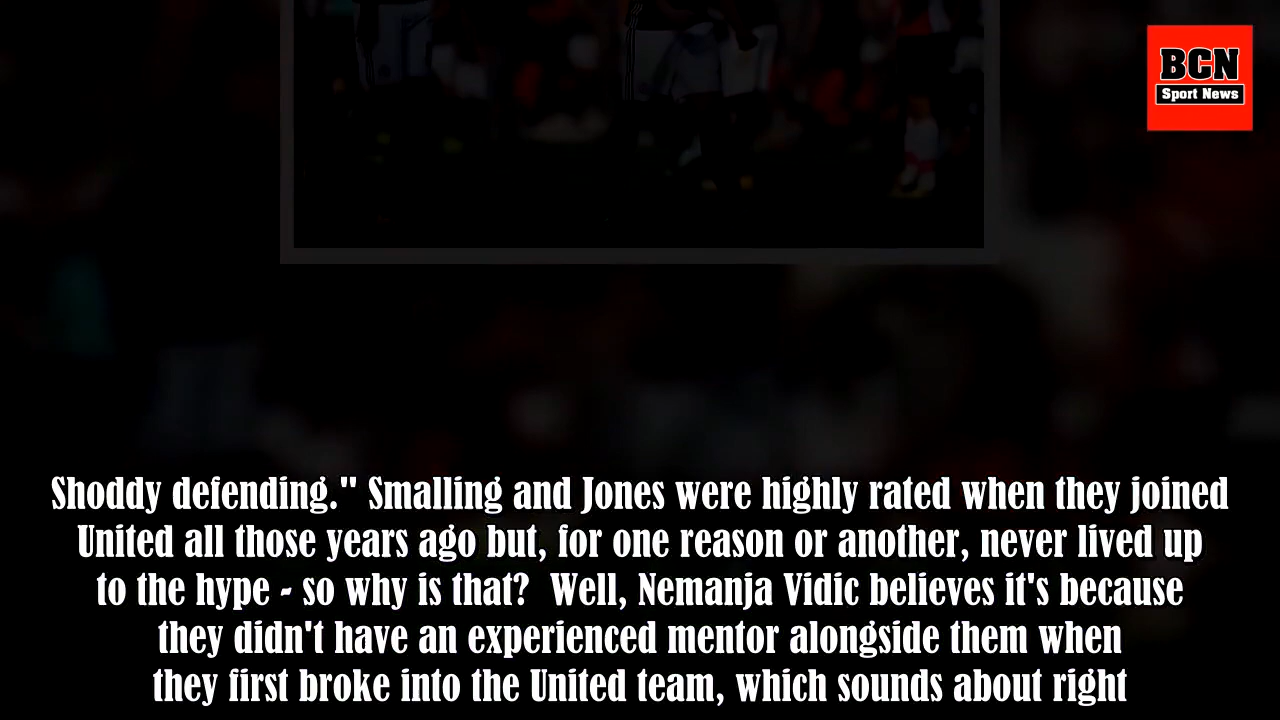 BCN
Sport News
Shoddy defending." Smalling and Jones were highly rated when they joined
United all those years ago but, for one reason or another, never lived up
to the hype - so why is that?  Well, Nemanja Vidic believes it's because
they didn't have an experienced mentor alongside them when
they first broke into the United team, which sounds about right